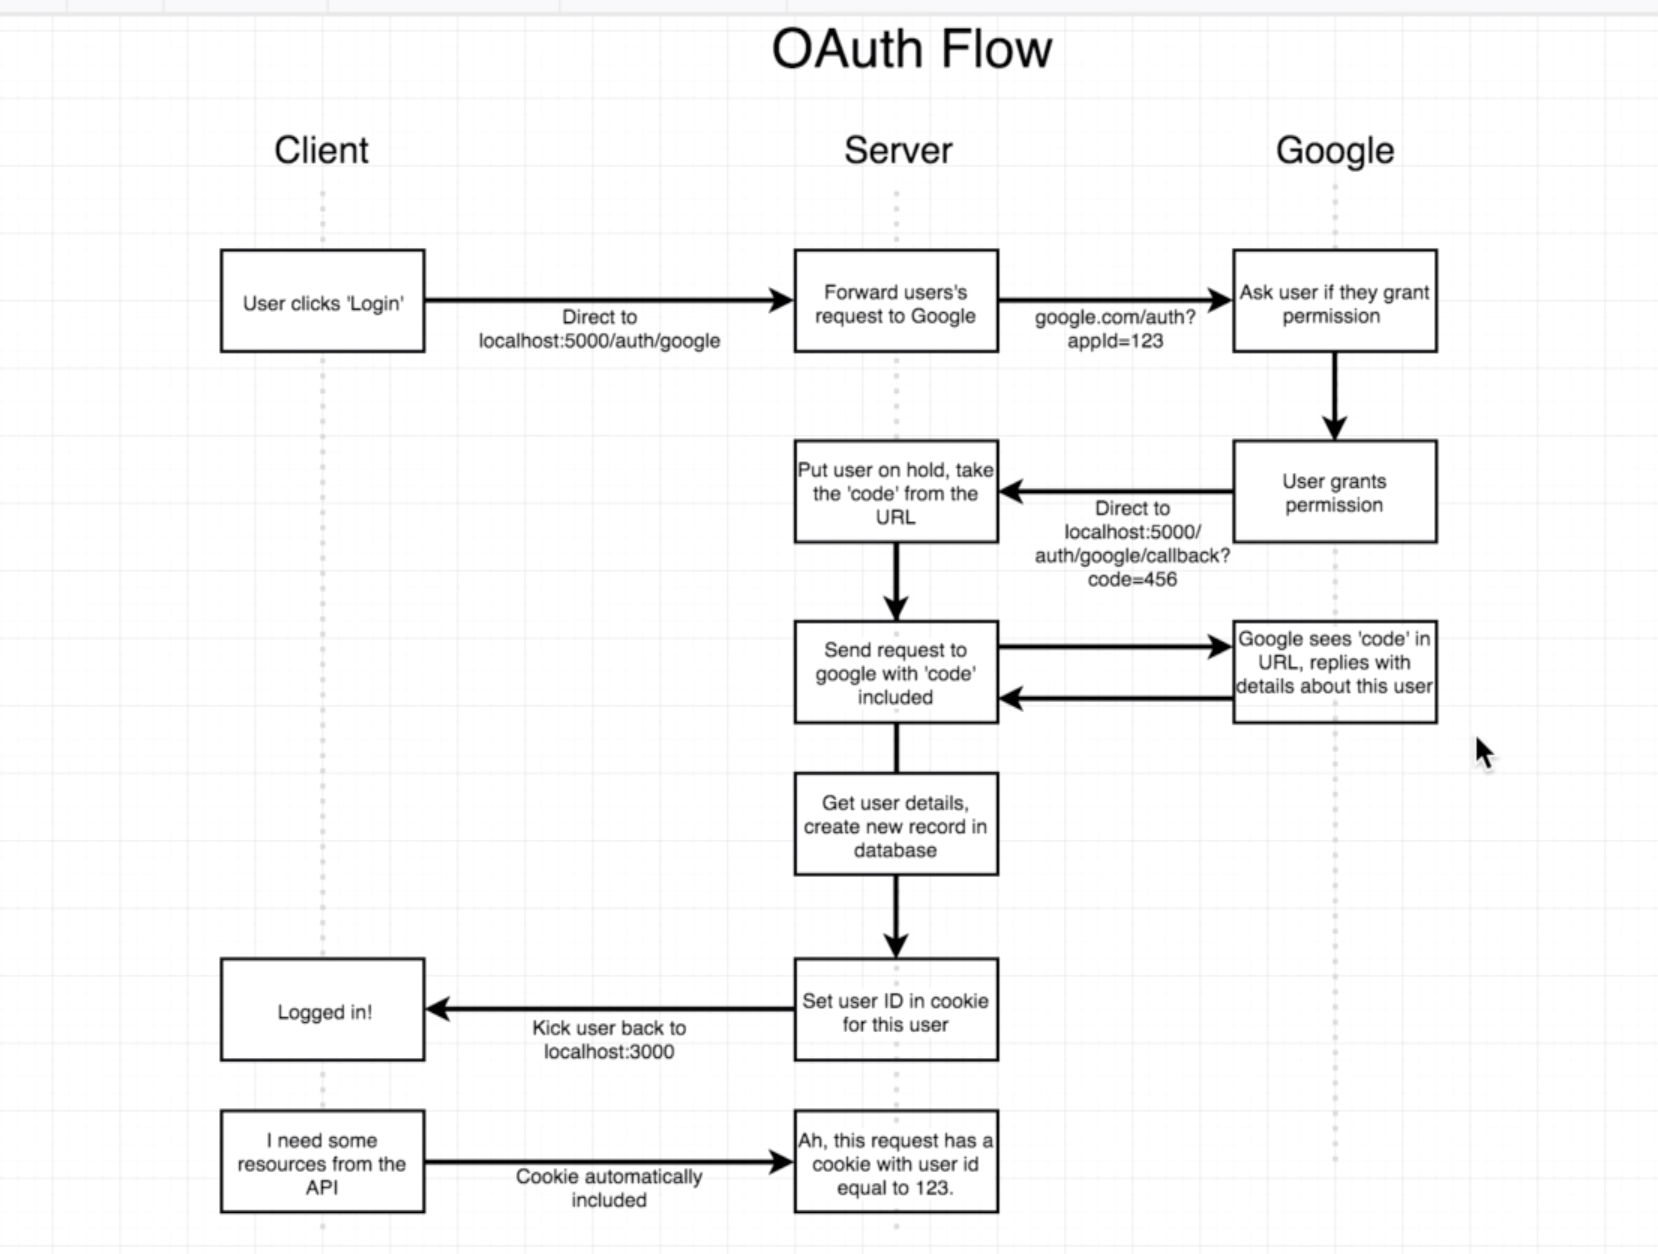 OAuth Flow
Client
Server
Google
User clicks 'Login'
Direct to
localhost:5000/auth/google
Forward users's
request to Google
google.com/auth?
appId=123
Ask user if they grant
permission
User grants
permission
Direct to
localhost:5000/
auth/google/callback?
code=456
Put user on hold, take
the 'code' from the
URL
Send request to
google with 'code'
included
Google sees 'code' in
URL, replies with
details about this user
Get user details,
create new record in
database
Set user ID in cookie
for this user
Kick user back to
localhost:3000
Logged in!
I need some
resources from the
API
Cookie automatically
included
Ah, this request has a
cookie with user id
equal to 123.